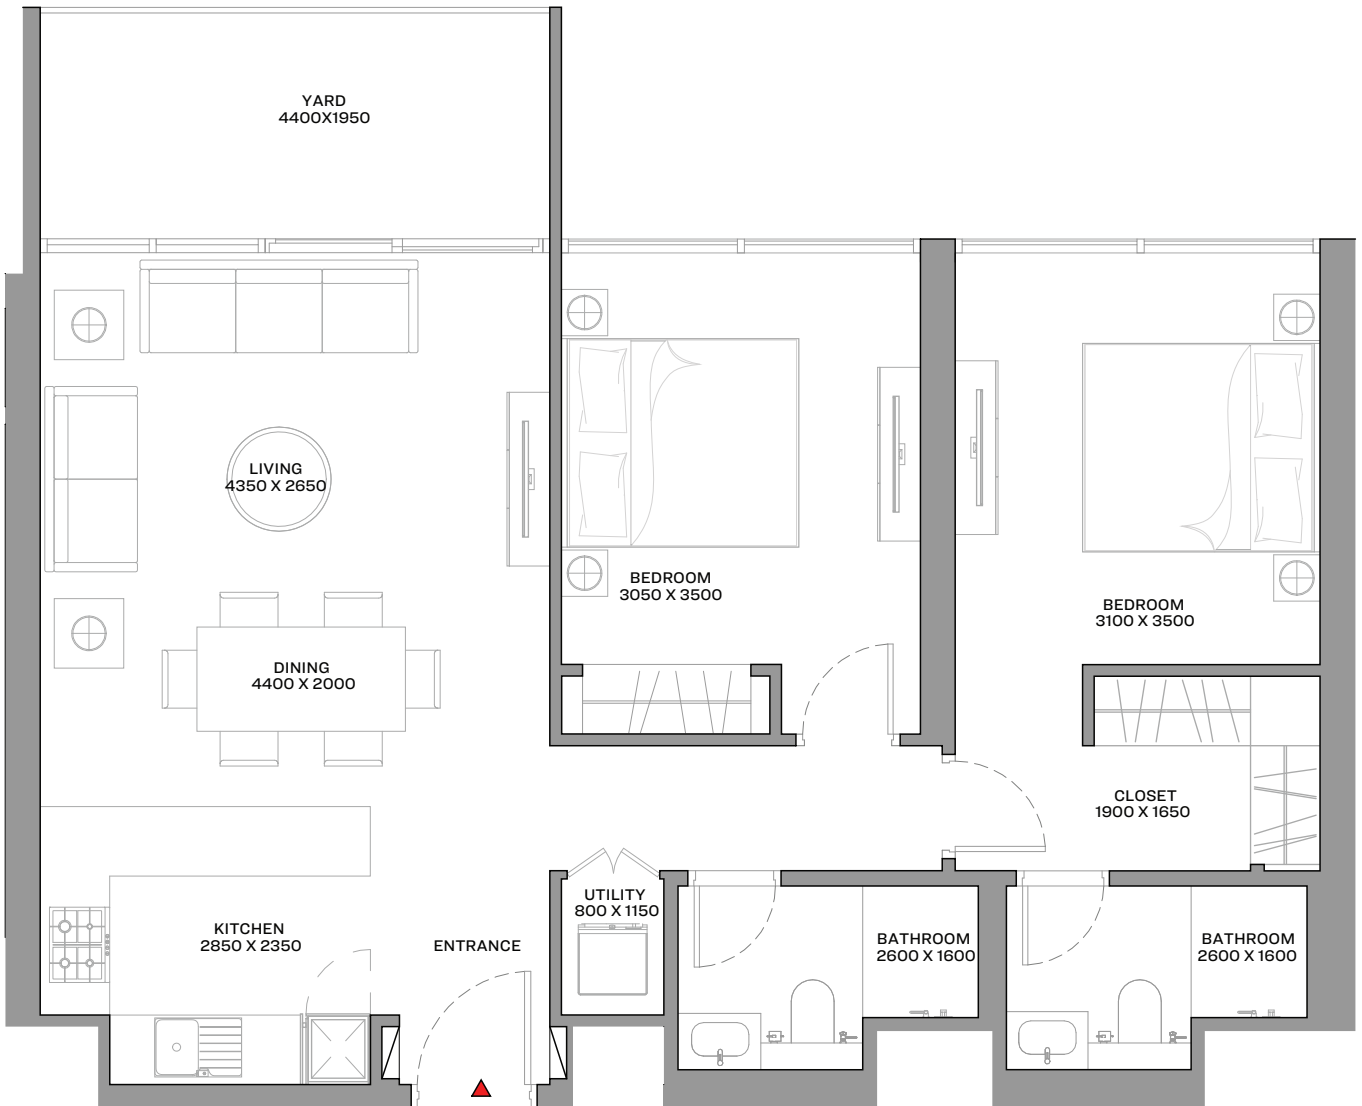 YARD
4400X1950
LIVING
4350 X 2650
BEDROOM
3050 X 3500
BEDROOM
3100 X 3500
DINING
4400 X 2000
CLOSET
1900 X 1650
UTILITY
800 X 1150
KITCHEN
2850 X 2350
ENTRANCE
BATHROOM
2600 X 1600
BATHROOM
2600 X 1600